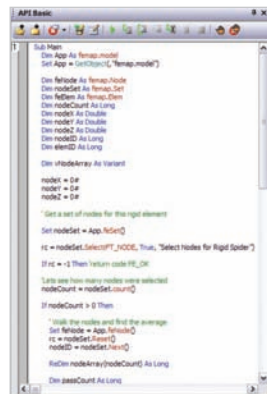 API Basic
1
Sub Main
Dim App As femap.model
Set App = GetObject(,"femap.model")
Dim feNode As femap.Node
Dim nodeSet As femap.Set
Dim feElem As femap.Elem
Dim nodeCount As Long
Dim nodeX As Double
Dim nodeY As Double
Dim nodeZ As Double
Dim nodeID As Long
Dim elemID As Long
Dim vNodeArray As Variant
nodeX = 0#
nodeY = 0#
nodeZ = 0#
' Get a set of nodes for this rigid element
Set nodeSet = App.feSet()
rc = nodeSet.Select(FT_NODE, True, "Select Nodes for Rigid Spider")
If rc = -1 Then 'return code FE_OK
'Lets see how many nodes were selected
nodeCount = nodeSet.count()
If nodeCount > 0 Then
' Walk the nodes and find the average
Set feNode = App.feNode()
rc = nodeSet.Reset()
nodeID = nodeSet.Next()
ReDim nodeArray(nodeCount) As Long
Dim passCount As Long